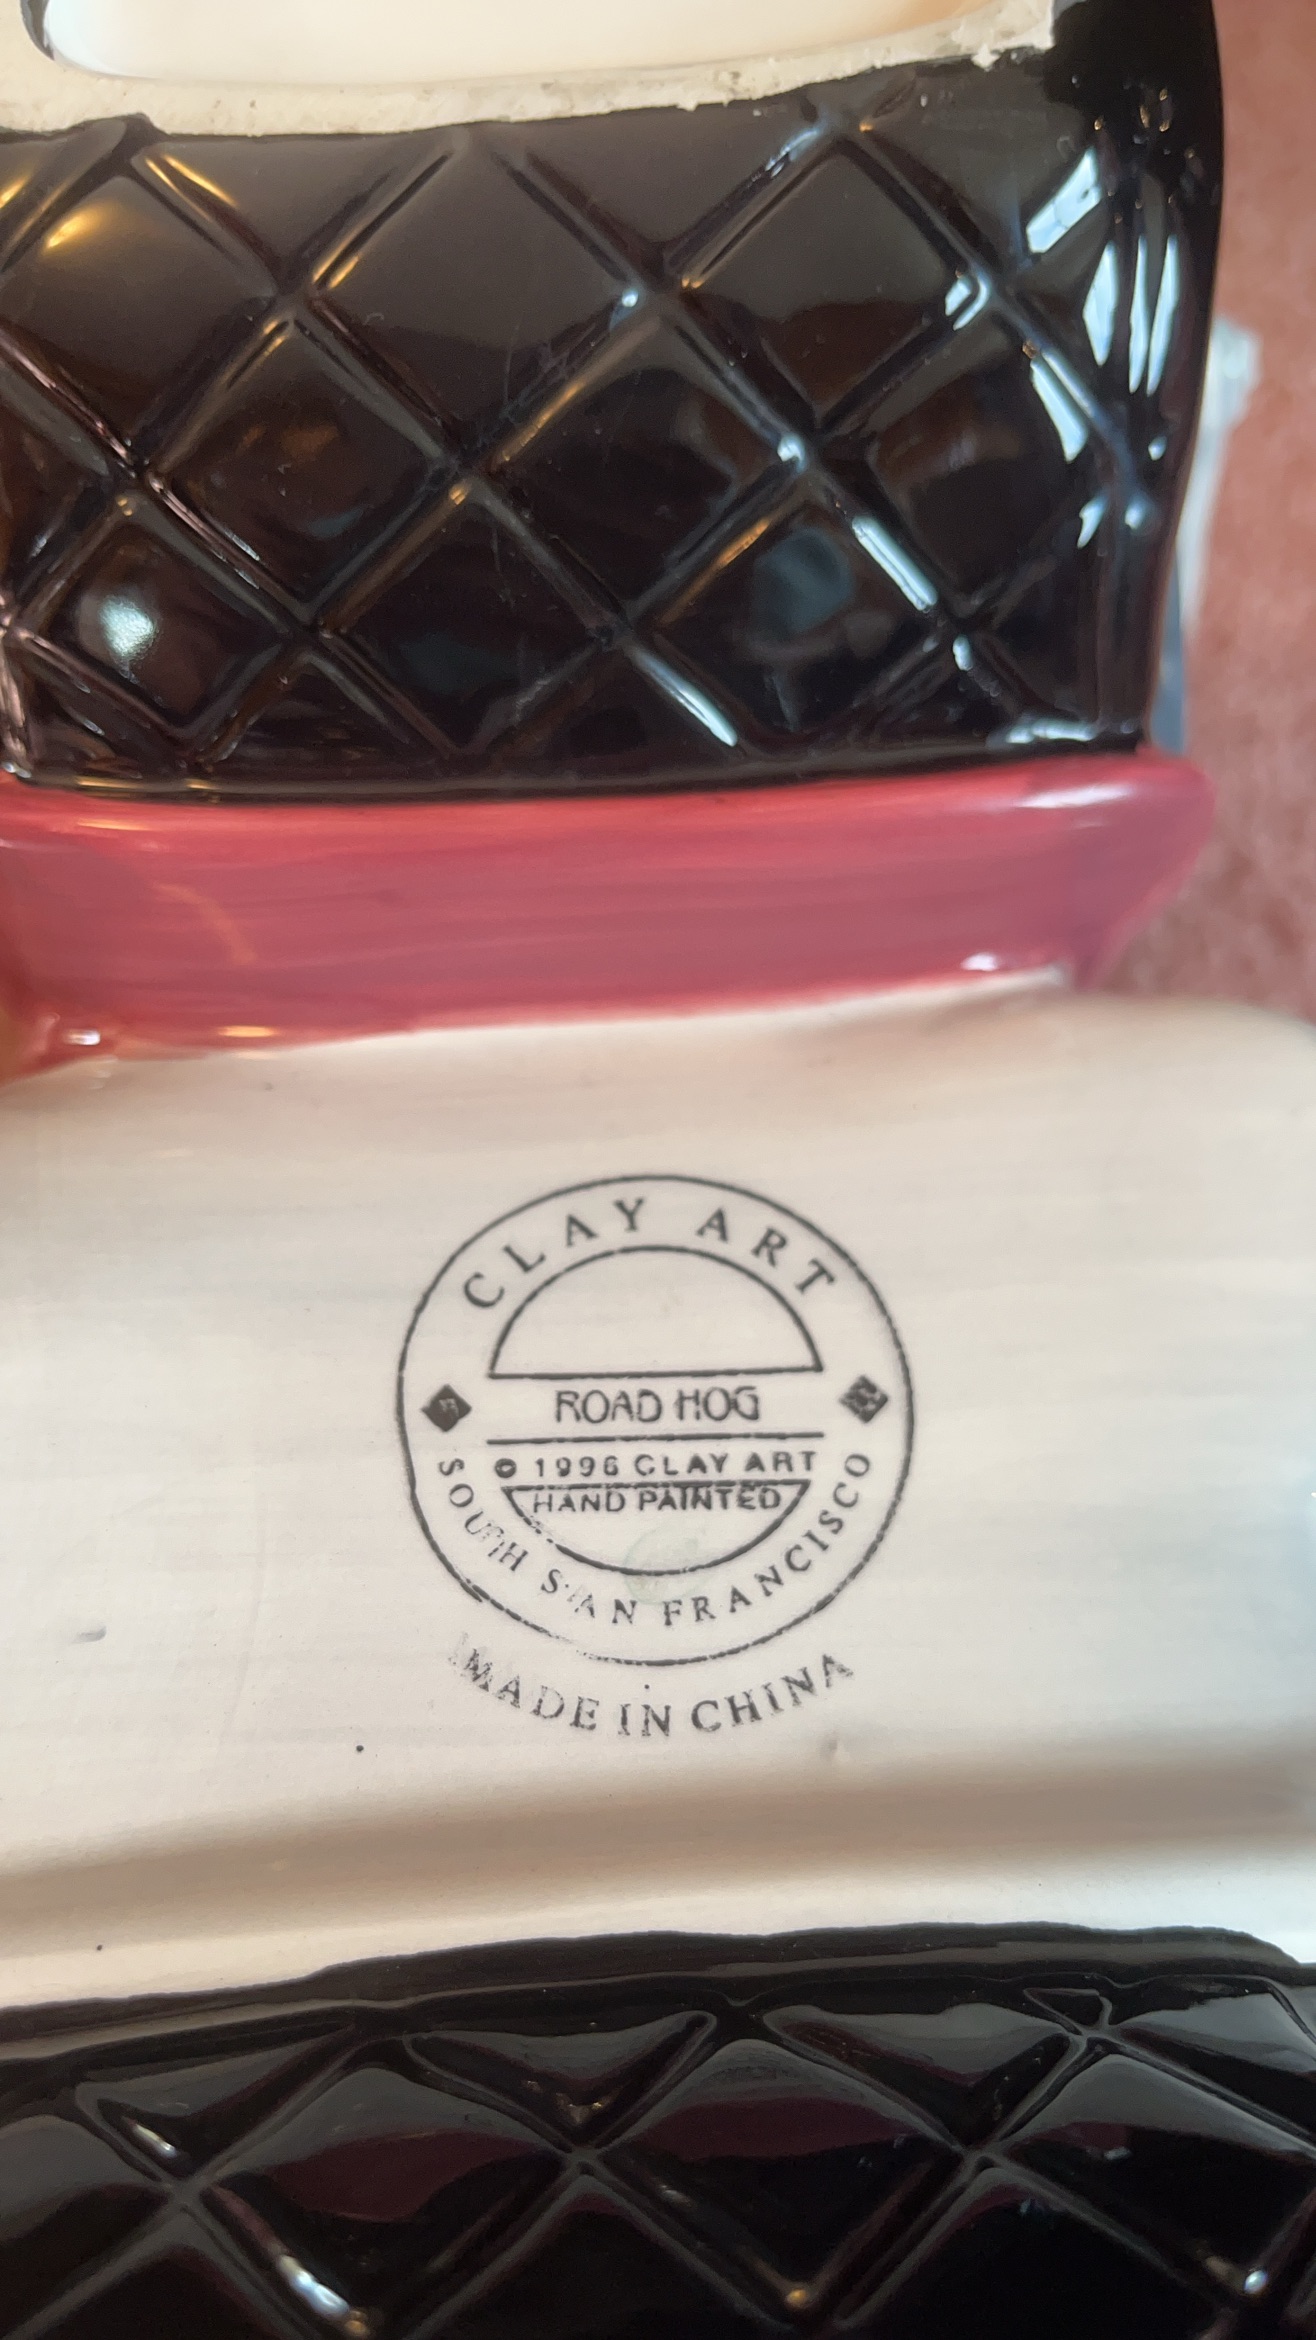 CLAY ART
ROAD HOG
© 1996 CLAY ART
HAND PAINTED
SOUTH SAN FRANCISCO
MADE IN CHINA